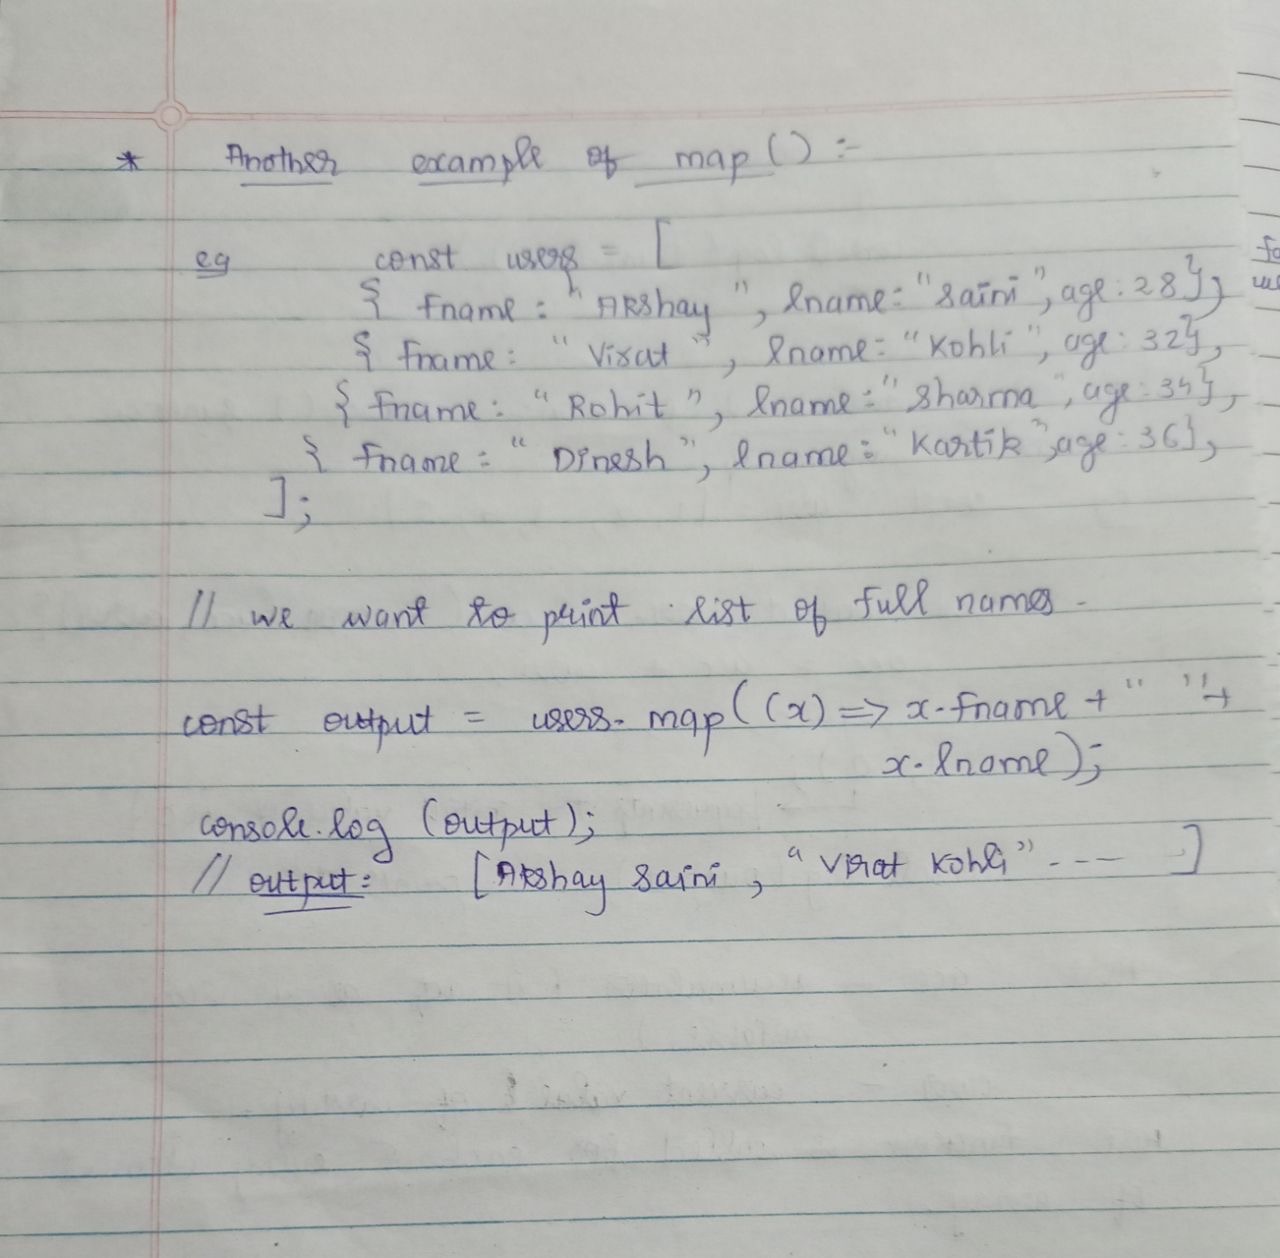 * Another example of map() :-
eg const users = [
{ fname : "Akshay", lname: "saini", age: 28},
{ fname: "Virat", lname: "Kohli", age: 32},
{ fname: "Rohit", lname: "sharma", age: 34},
{ fname: "Dinesh", lname: "Kartik", age: 36},
];
// we want to print list of full names.
const output = users.map((x) => x.fname + " " +
x.lname);
console.log (output);
// output: [Akshay saini, "Virat Kohli" ---- ]